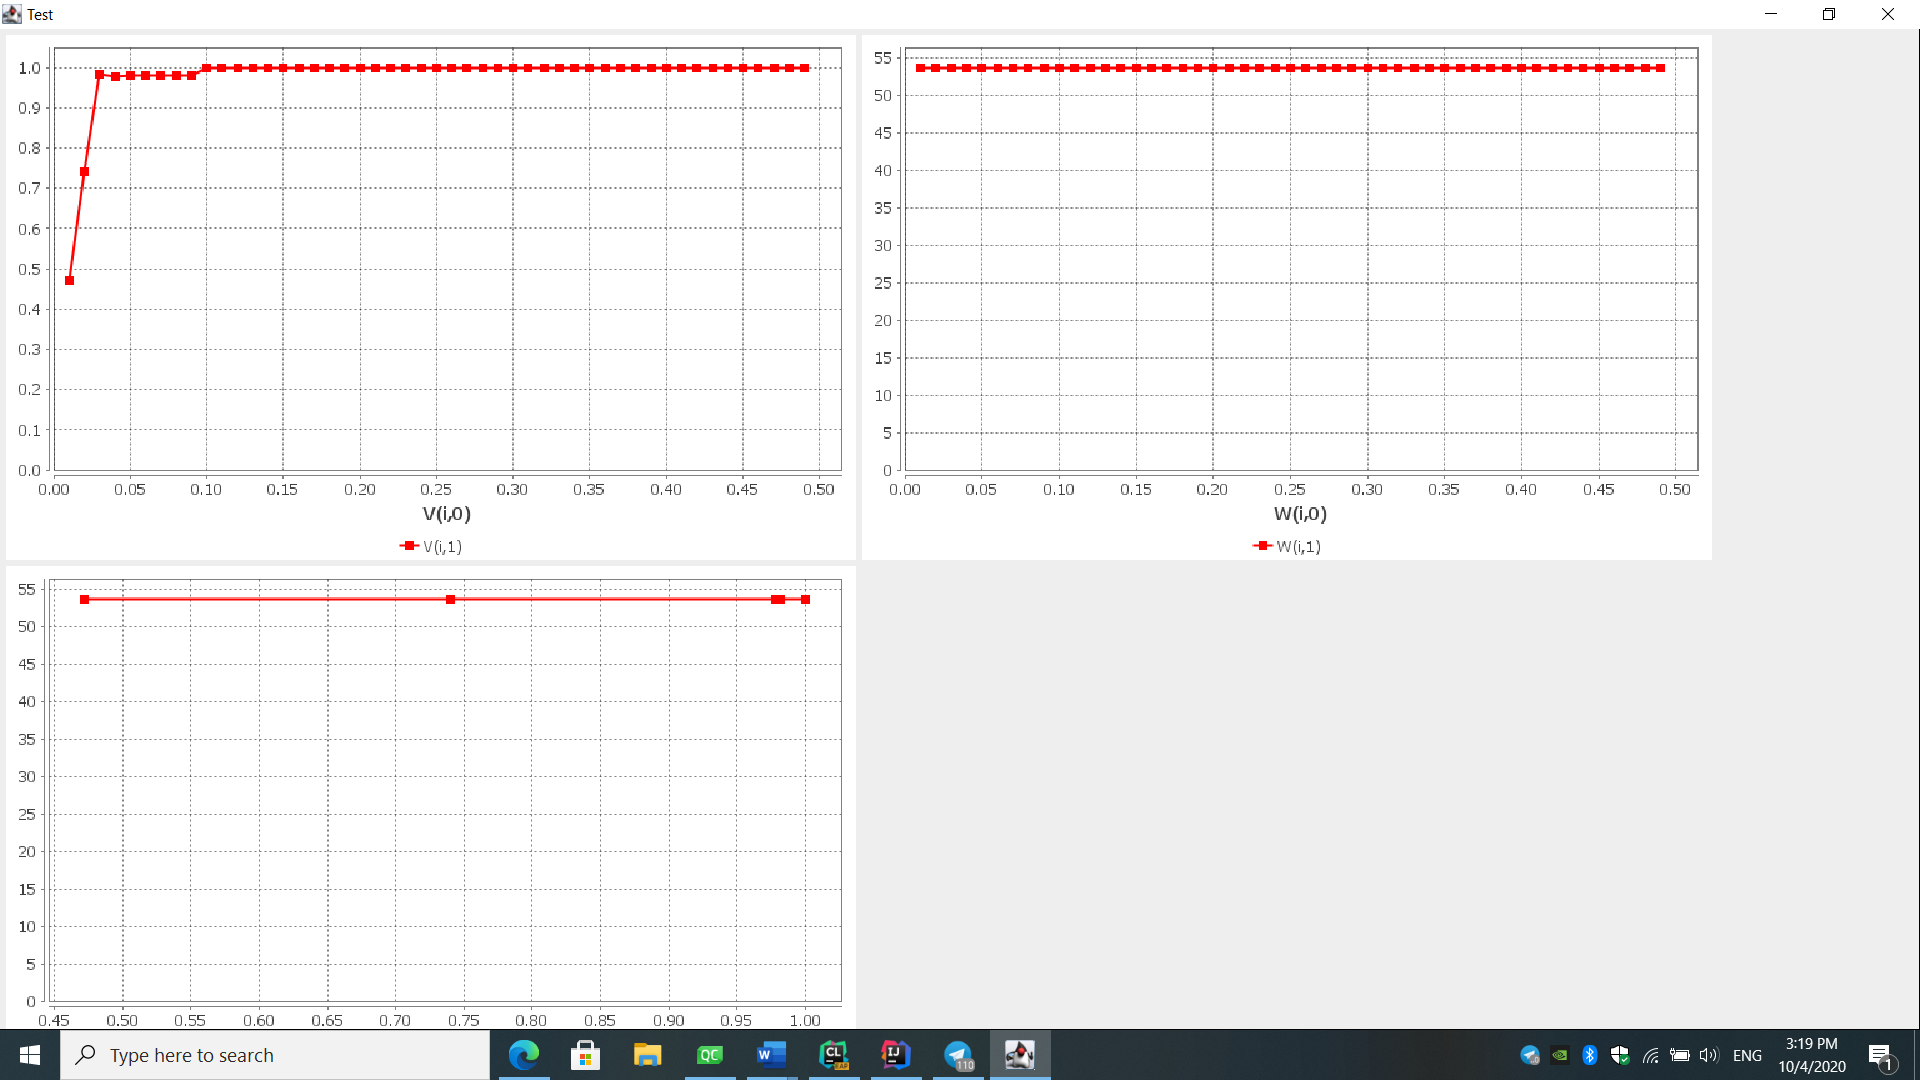 Test
1.0
0.9
0.8
0.7
0.6
0.5
0.4
0.3
0.2
0.1
0.0
0.00 0.05 0.10 0.15 0.20 0.25 0.30 0.35 0.40 0.45 0.50
V(i,0)
V(i,1)
55
50
45
40
35
30
25
20
15
10
5
0
0.00 0.05 0.10 0.15 0.20 0.25 0.30 0.35 0.40 0.45 0.50
W(i,0)
W(i,1)
55
50
45
40
35
30
25
20
15
10
5
0
0.45 0.50 0.55 0.60 0.65 0.70 0.75 0.80 0.85 0.90 0.95 1.00
Type here to search
QC
W
CL
EAP
IJ
110
ENG
3:19 PM
10/4/2020
1